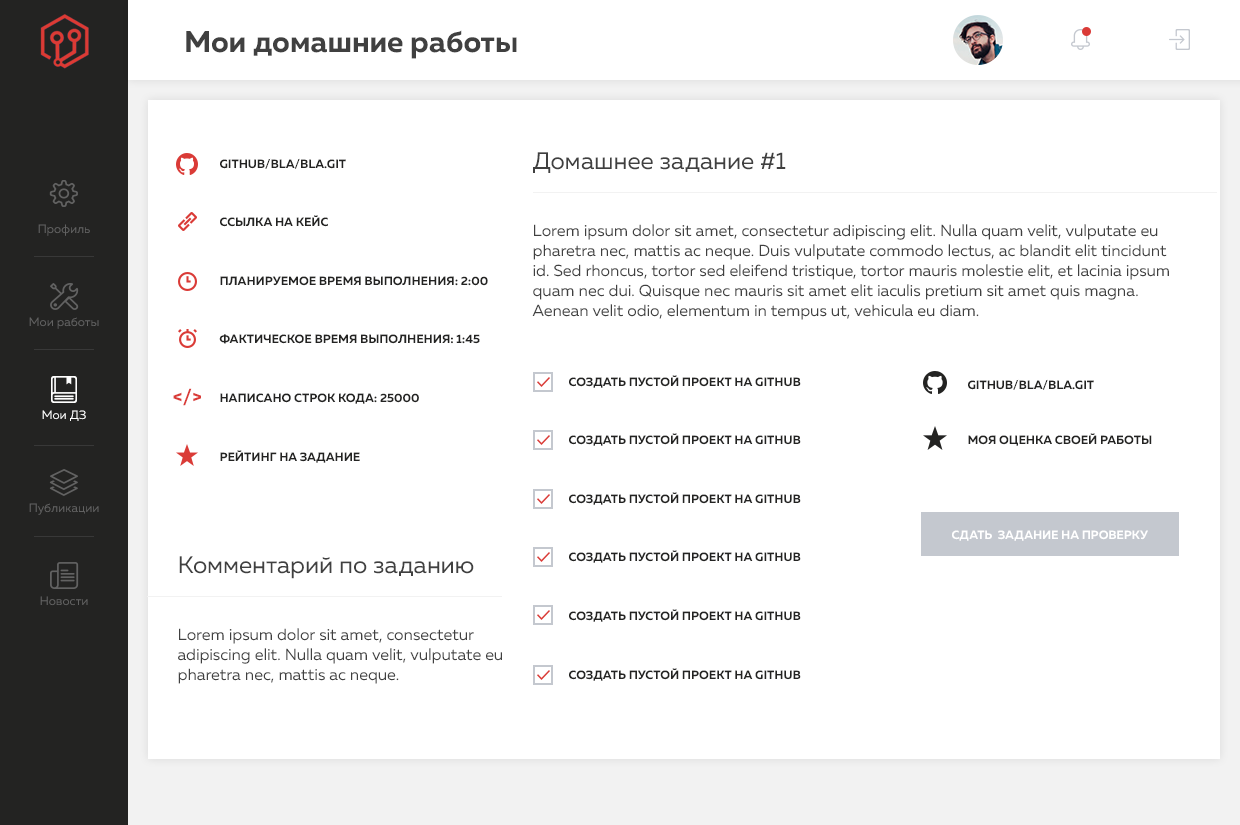 Мои домашние работы
Профиль
Мои работы
Мои ДЗ
Публикации
Новости
GITHUB/BLA/BLA.GIT
ССЫЛКА НА КЕЙС
ПЛАНИРУЕМОЕ ВРЕМЯ ВЫПОЛНЕНИЯ: 2:00
ФАКТИЧЕСКОЕ ВРЕМЯ ВЫПОЛНЕНИЯ: 1:45
</> НАПИСАНО СТРОК КОДА: 25000
РЕЙТИНГ НА ЗАДАНИЕ
Комментарий по заданию
Lorem ipsum dolor sit amet, consectetur
adipiscing elit. Nulla quam velit, vulputate eu
pharetra nec, mattis ac neque.
Домашнее задание #1
Lorem ipsum dolor sit amet, consectetur adipiscing elit. Nulla quam velit, vulputate eu
pharetra nec, mattis ac neque. Duis vulputate commodo lectus, ac blandit elit tincidunt
id. Sed rhoncus, tortor sed eleifend tristique, tortor mauris molestie elit, et lacinia ipsum
quam nec dui. Quisque nec mauris sit amet elit iaculis pretium sit amet quis magna.
Aenean velit odio, elementum in tempus ut, vehicula eu diam.
СОЗДАТЬ ПУСТОЙ ПРОЕКТ НА GITHUB
СОЗДАТЬ ПУСТОЙ ПРОЕКТ НА GITHUB
СОЗДАТЬ ПУСТОЙ ПРОЕКТ НА GITHUB
СОЗДАТЬ ПУСТОЙ ПРОЕКТ НА GITHUB
СОЗДАТЬ ПУСТОЙ ПРОЕКТ НА GITHUB
СОЗДАТЬ ПУСТОЙ ПРОЕКТ НА GITHUB
GITHUB/BLA/BLA.GIT
МОЯ ОЦЕНКА СВОЕЙ РАБОТЫ
СДАТЬ ЗАДАНИЕ НА ПРОВЕРКУ